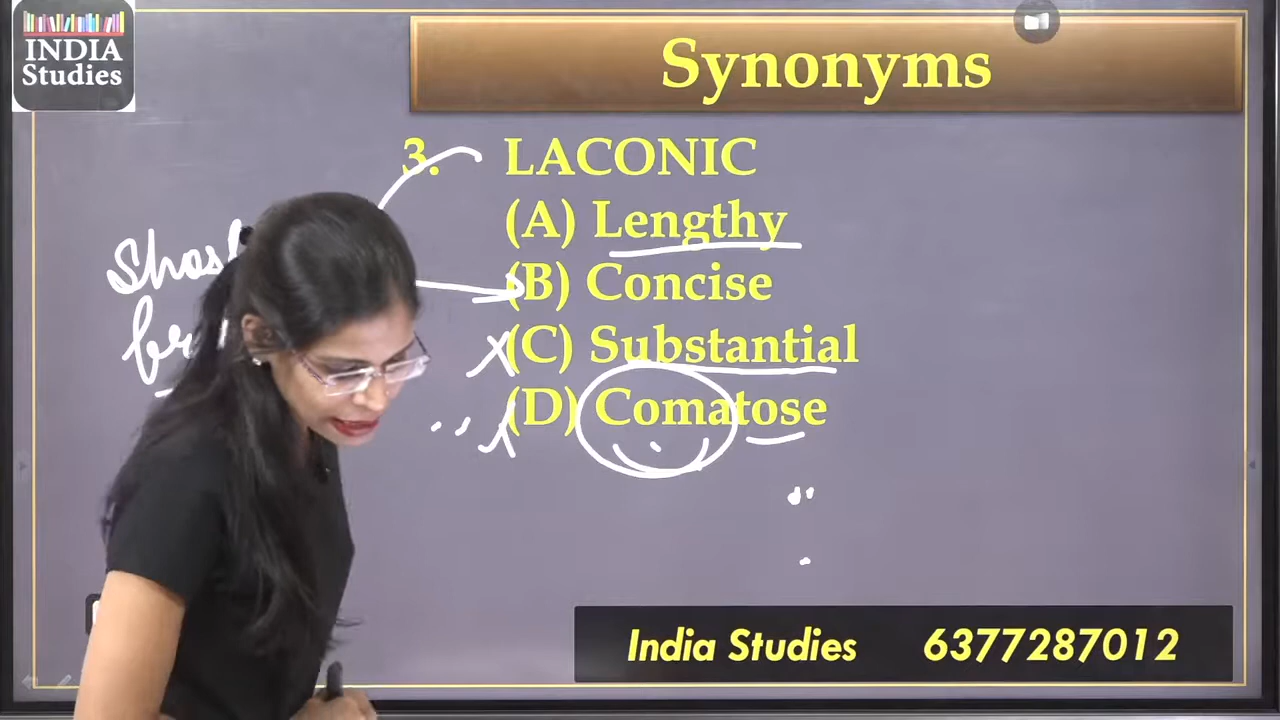 INDIA
Studies
Synonyms
3. LACONIC
(A) Lengthy
(B) Concise
(C) Substantial
(D) Comatose
India Studies 6377287012